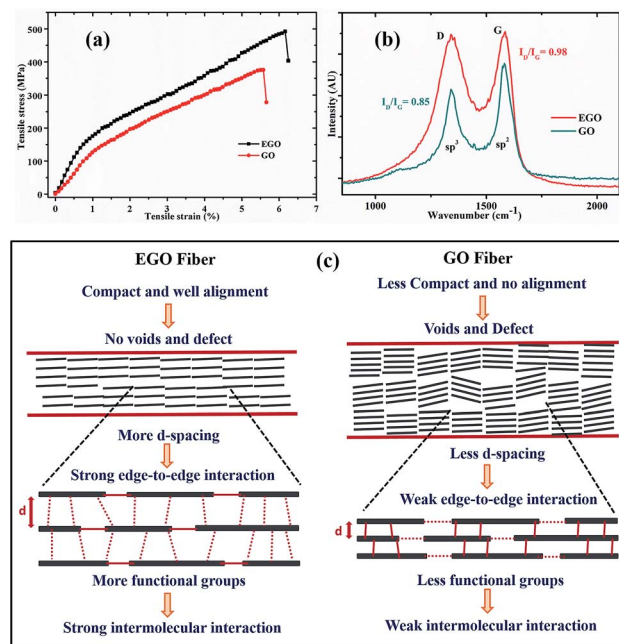 (a)
500
400
300
200
100
0
Tensile stress (MPa)
EGO
GO
0 1 2 3 4 5 6 7
Tensile strain (%)
(b)
D
G
I_D/I_G= 0.98
I_D/I_G= 0.85
sp³
sp²
EGO
GO
Intensity (AU)
1000 1500 2000
Wavenumber (cm⁻¹)
(c)
EGO Fiber
Compact and well alignment
No voids and defect
More d-spacing
Strong edge-to-edge interaction
d
More functional groups
Strong intermolecular interaction
GO Fiber
Less Compact and no alignment
Voids and Defect
Less d-spacing
Weak edge-to-edge interaction
d
Less functional groups
Weak intermolecular interaction